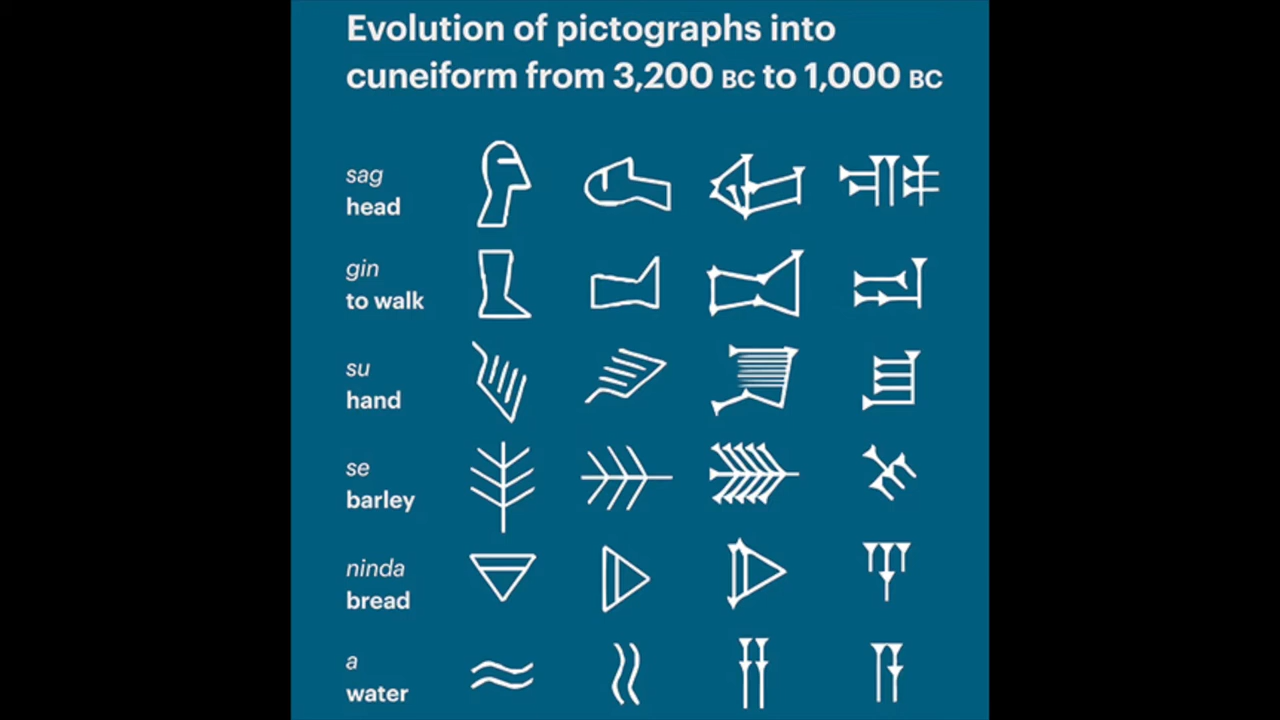 Evolution of pictographs into
cuneiform from 3,200 BC to 1,000 BC
sag
head
gin
to walk
su
hand
se
barley
ninda
bread
a
water